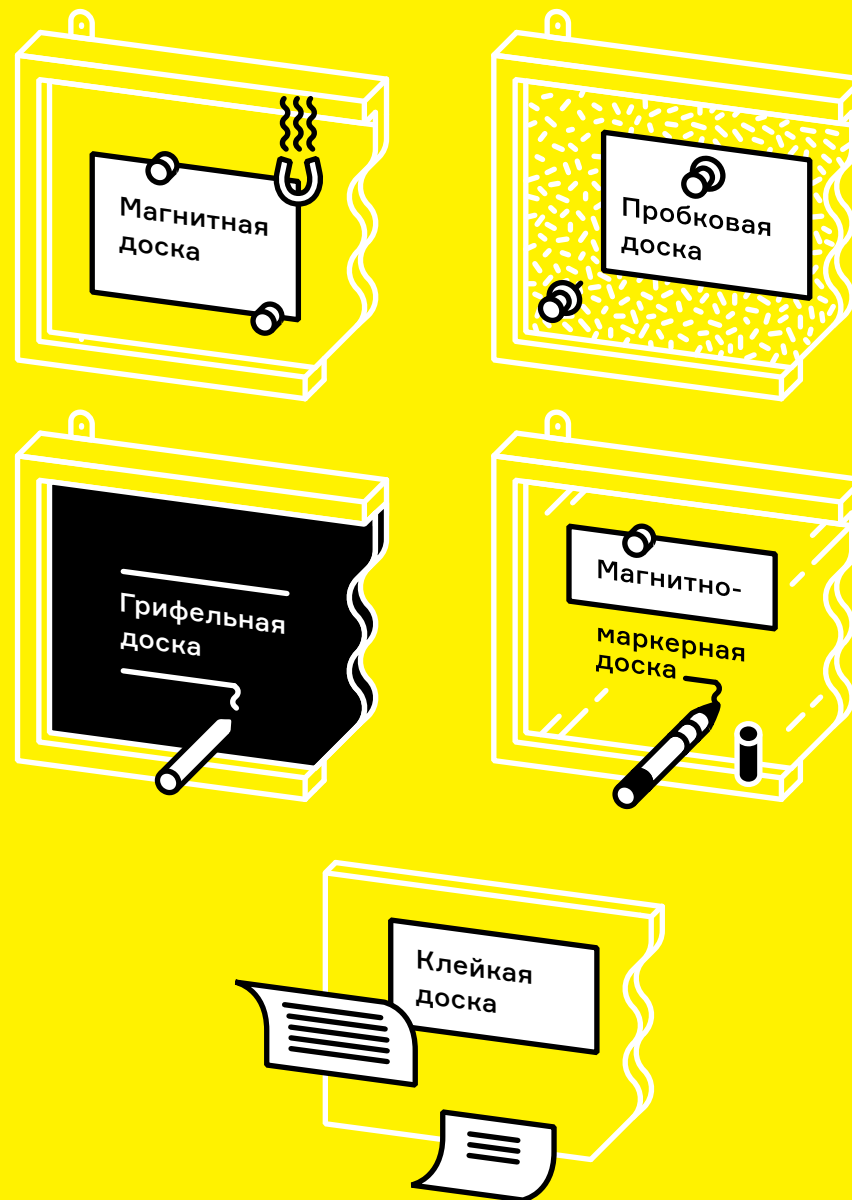 Магнитная
доска
Пробковая
доска
Грифельная
доска
Магнитно-
маркерная
доска
Клейкая
доска